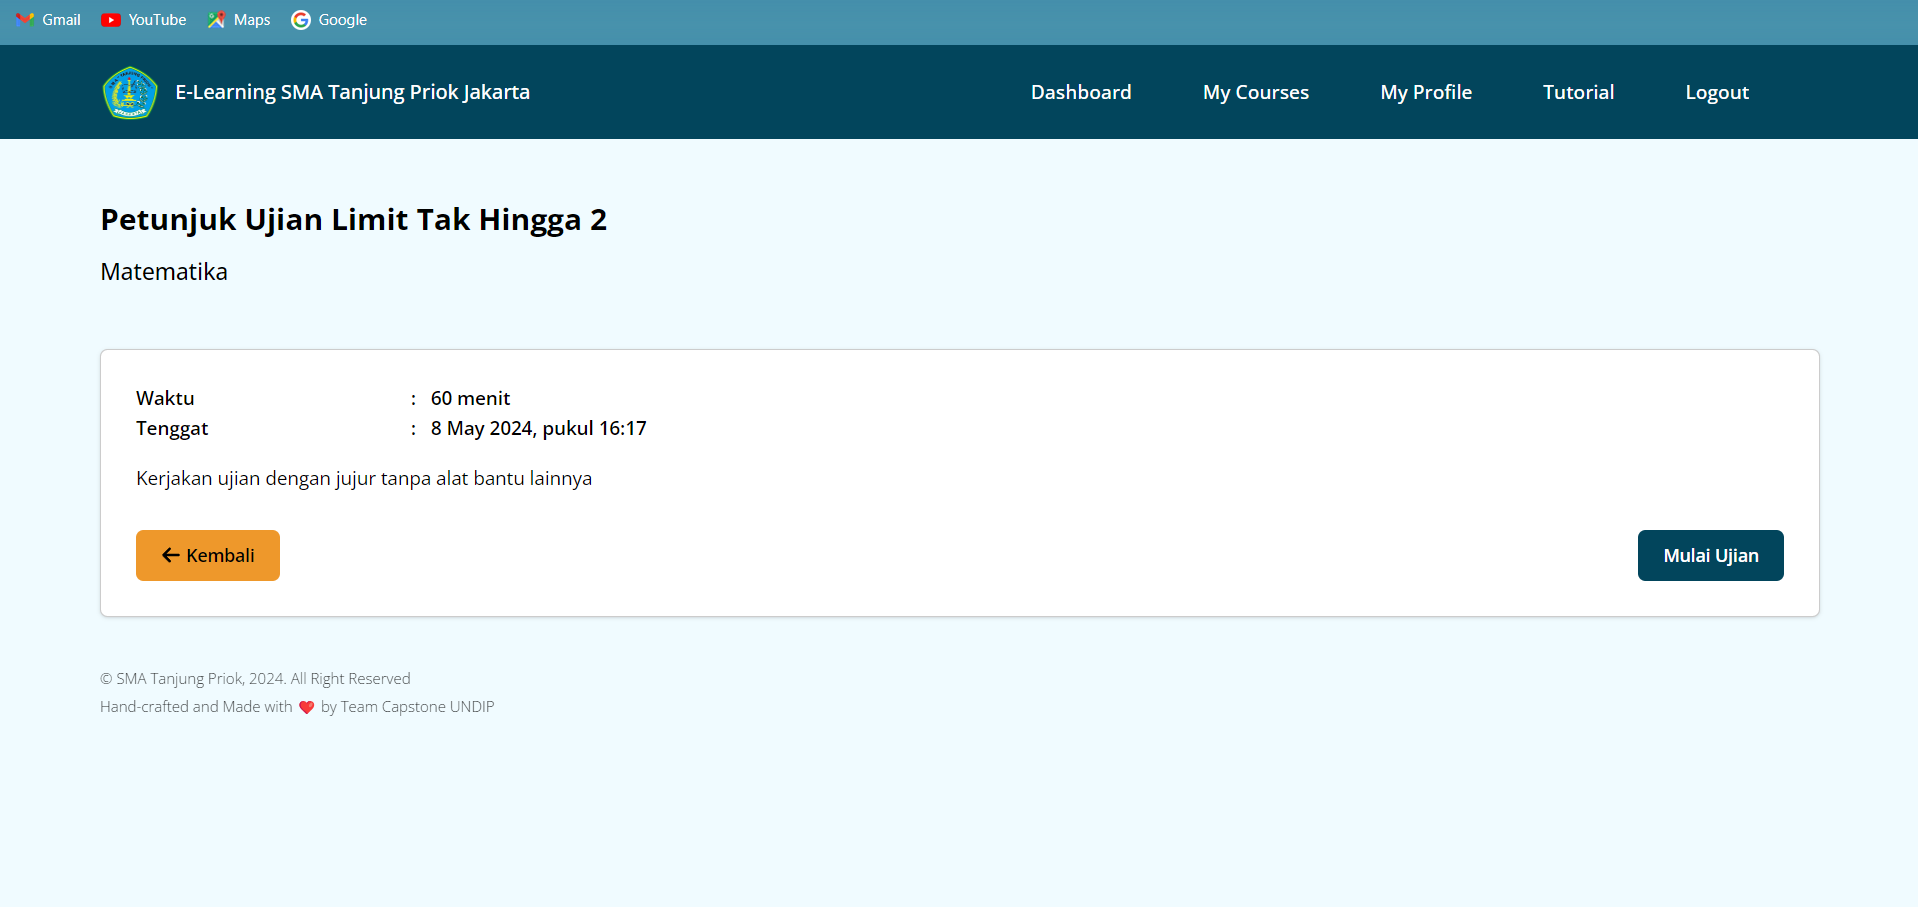 Gmail YouTube Maps Google
E-Learning SMA Tanjung Priok Jakarta Dashboard My Courses My Profile Tutorial Logout
Petunjuk Ujian Limit Tak Hingga 2
Matematika
Waktu : 60 menit
Tenggat : 8 May 2024, pukul 16:17
Kerjakan ujian dengan jujur tanpa alat bantu lainnya
Kembali Mulai Ujian
© SMA Tanjung Priok, 2024. All Right Reserved
Hand-crafted and Made with ❤️ by Team Capstone UNDIP